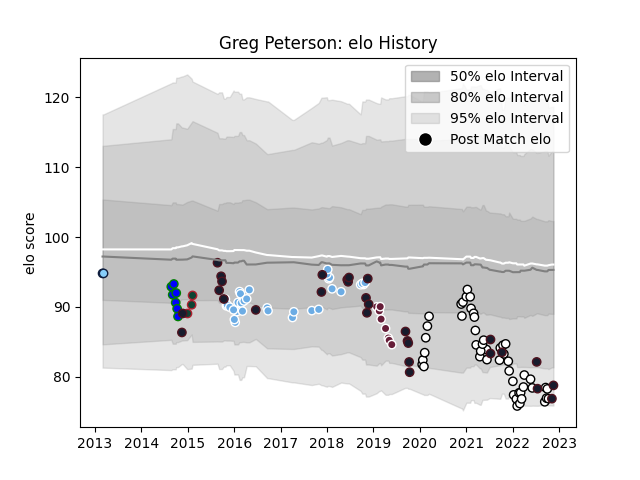 Greg Peterson: elo History
50% elo Interval
80% elo Interval
95% elo Interval
Post Match elo
elo score
120
110
100
90
80
2013 2014 2015 2016 2017 2018 2019 2020 2021 2022 2023